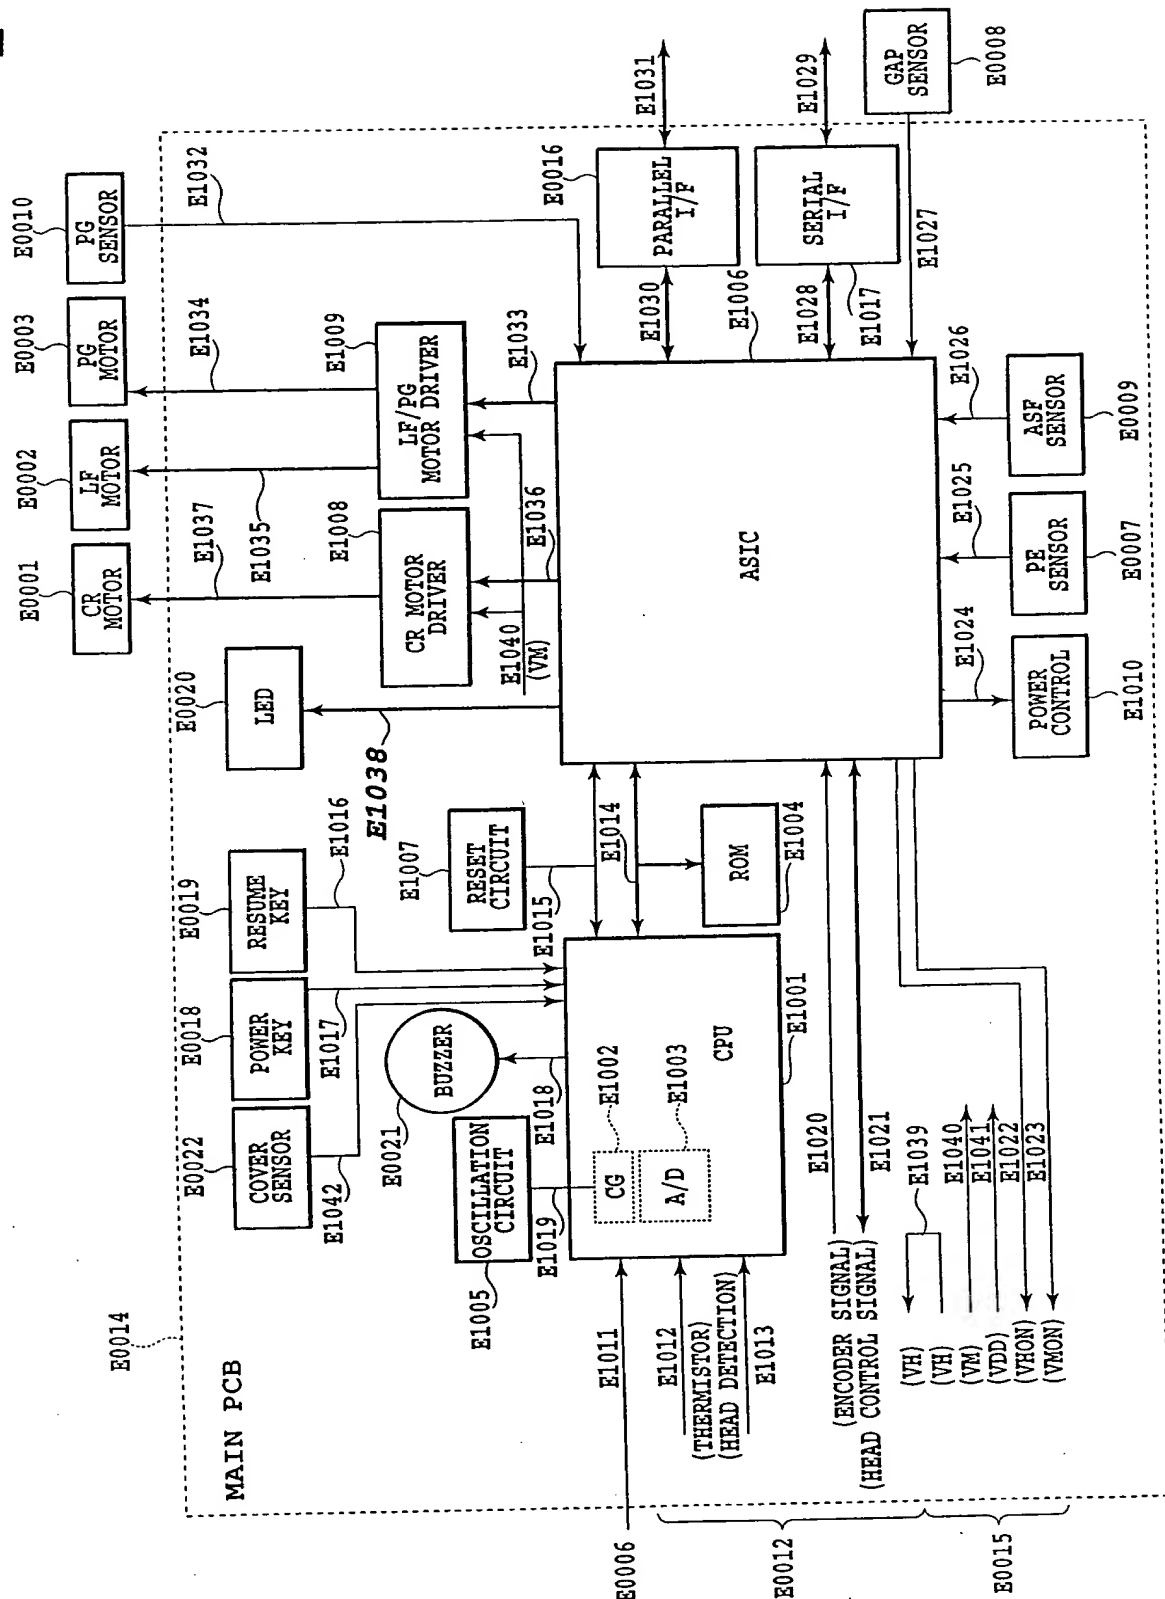 E0014
MAIN PCB
E0022
COVER
SENSOR
E1042
E0018
POWER
KEY
E1017
E0019
RESUME
KEY
E1016
E0020
LED
E1038
E0001
CR
MOTOR
E1037
E0002
LF
MOTOR
E1035
E0003
PG
MOTOR
E1034
E0010
PG
SENSOR
E1032
E0021
BUZZER
E1018
E1005
OSCILLATION
CIRCUIT
E1019
E1007
RESET
CIRCUIT
E1015
E1008
CR MOTOR
DRIVER
E1009
LF/PG
MOTOR DRIVER
E1040
(VM)
E1036
E1033
E0016
PARALLEL
I/F
E1031
E1030
E1006
SERIAL
I/F
E1029
E1028
E1017
GAP
SENSOR
E0008
E1027
E1014
ROM
E1004
ASIC
CG
E1002
A/D
E1003
CPU
E1001
E0006
E1011
E1012
(THERMISTOR)
(HEAD DETECTION)
E1013
E1020
(ENCODER SIGNAL)
(HEAD CONTROL SIGNAL)
E1021
E1039
(VH)
(VH)
(VM)
E1040
(VDD)
E1041
(VHON)
E1022
(VMON)
E1023
E0012
E0015
E1024
POWER
CONTROL
E1010
E1025
PE
SENSOR
E0007
E1026
ASF
SENSOR
E0009